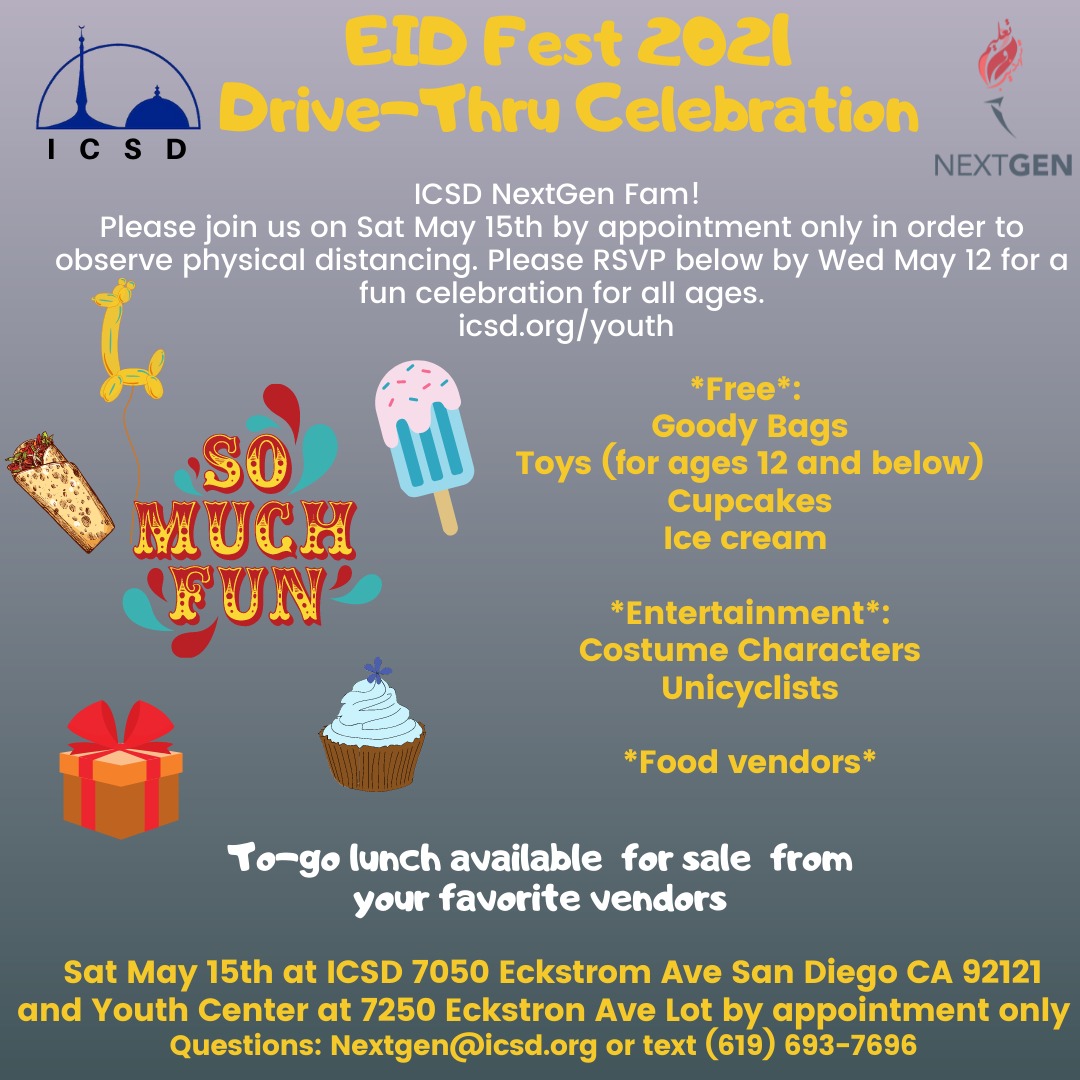 EID Fest 2021
Drive-Thru Celebration
I C S D
NEXTGEN
ICSD NextGen Fam!
Please join us on Sat May 15th by appointment only in order to
observe physical distancing. Please RSVP below by Wed May 12 for a
fun celebration for all ages.
icsd.org/youth
SO
MUCH
FUN
*Free*:
Goody Bags
Toys (for ages 12 and below)
Cupcakes
Ice cream
*Entertainment*:
Costume Characters
Unicyclists
*Food vendors*
To-go lunch available for sale from
your favorite vendors
Sat May 15th at ICSD 7050 Eckstrom Ave San Diego CA 92121
and Youth Center at 7250 Eckstron Ave Lot by appointment only
Questions: Nextgen@icsd.org or text (619) 693-7696